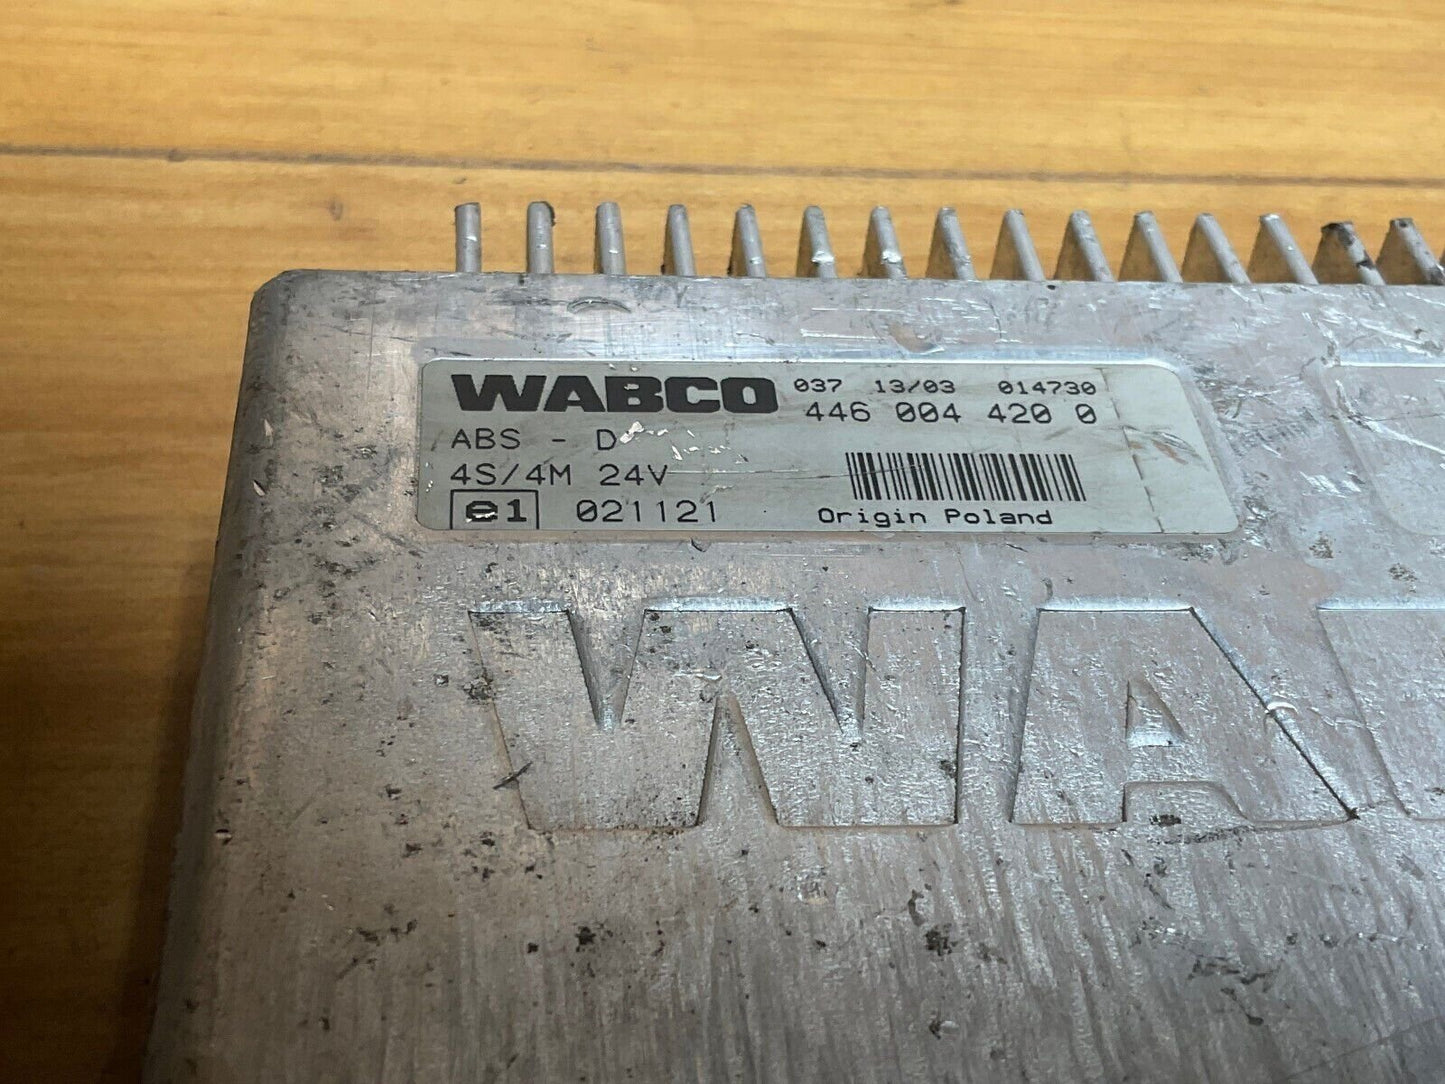 WABCO 037 13/03 014730
446 004 420 0
ABS - D
4S/4M 24V
e1 021121
Origin Poland
WA